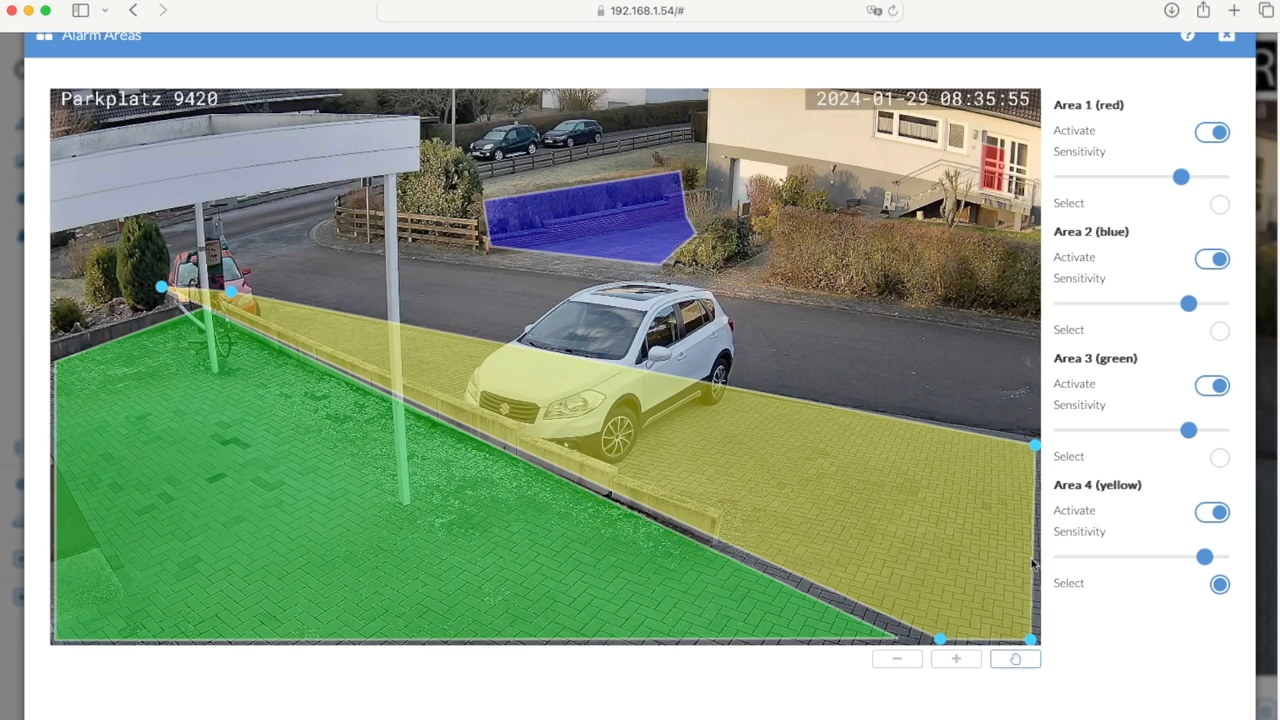 192.168.1.54/#
Alarm Areas
Parkplatz 9420
2024-01-29 08:35:55
Area 1 (red)
Activate
Sensitivity
Select
Area 2 (blue)
Activate
Sensitivity
Select
Area 3 (green)
Activate
Sensitivity
Select
Area 4 (yellow)
Activate
Sensitivity
Select